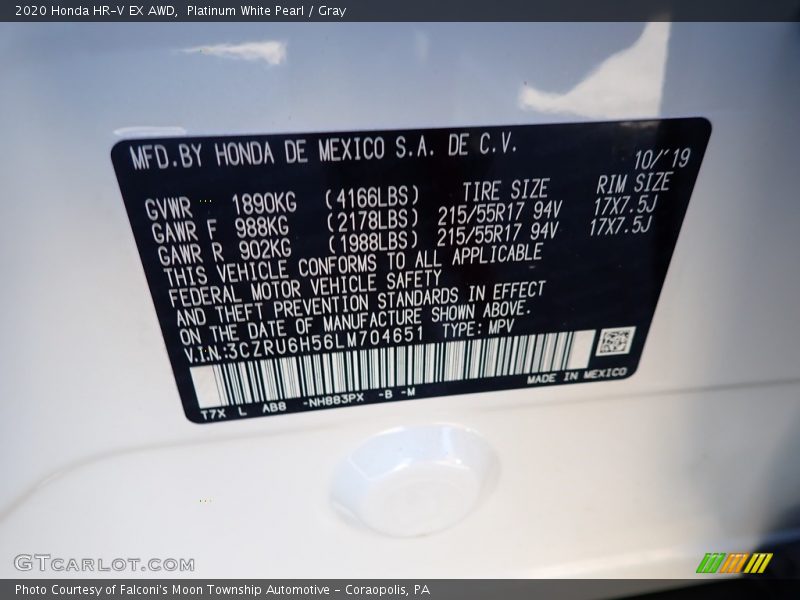 2020 Honda HR-V EX AWD, Platinum White Pearl / Gray
MFD.BY HONDA DE MEXICO S.A. DE C.V.
10/'19
GVWR 1890KG (4166LBS) TIRE SIZE RIM SIZE
GAWR F 988KG (2178LBS) 215/55R17 94V 17X7.5J
GAWR R 902KG (1988LBS) 215/55R17 94V 17X7.5J
THIS VEHICLE CONFORMS TO ALL APPLICABLE
FEDERAL MOTOR VEHICLE SAFETY
AND THEFT PREVENTION STANDARDS IN EFFECT
ON THE DATE OF MANUFACTURE SHOWN ABOVE.
V.I.N.:3CZRU6H56LM704651 TYPE: MPV
MADE IN MEXICO
T7X L AB8 -NH883PX -B -M
GTCARLOT.COM
Photo Courtesy of Falconi's Moon Township Automotive - Coraopolis, PA